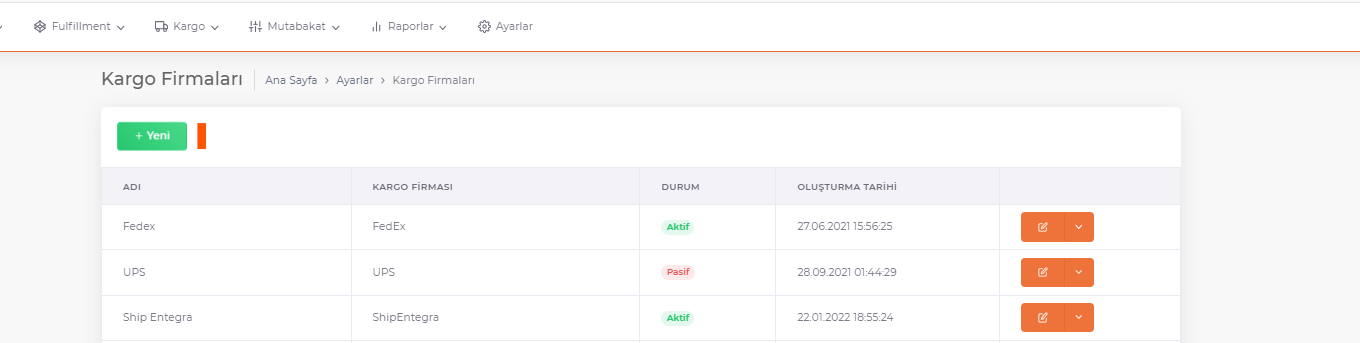 Fulfillment Kargo Mutabakat Raporlar Ayarlar
Kargo Firmaları Ana Sayfa > Ayarlar > Kargo Firmaları
+ Yeni
ADI KARGO FİRMASI DURUM OLUŞTURMA TARİHİ
Fedex FedEx Aktif 27.06.2021 15:56:25
UPS UPS Pasif 28.09.2021 01:44:29
Ship Entegra ShipEntegra Aktif 22.01.2022 18:55:24